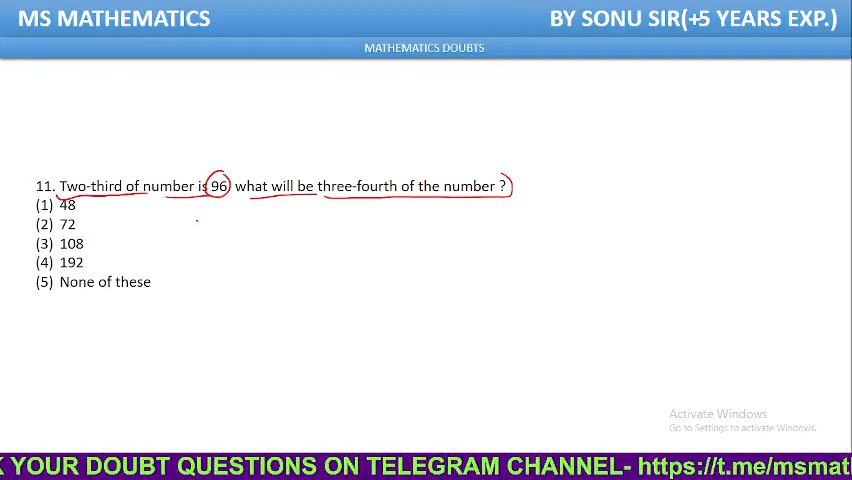 MS MATHEMATICS
BY SONU SIR(+5 YEARS EXP.)
MATHEMATICS DOUBTS
11. Two-third of number is 96 what will be three-fourth of the number ?
(1) 48
(2) 72
(3) 108
(4) 192
(5) None of these
Activate Windows
Go to Settings to activate Windows.
YOUR DOUBT QUESTIONS ON TELEGRAM CHANNEL- https://t.me/msmati